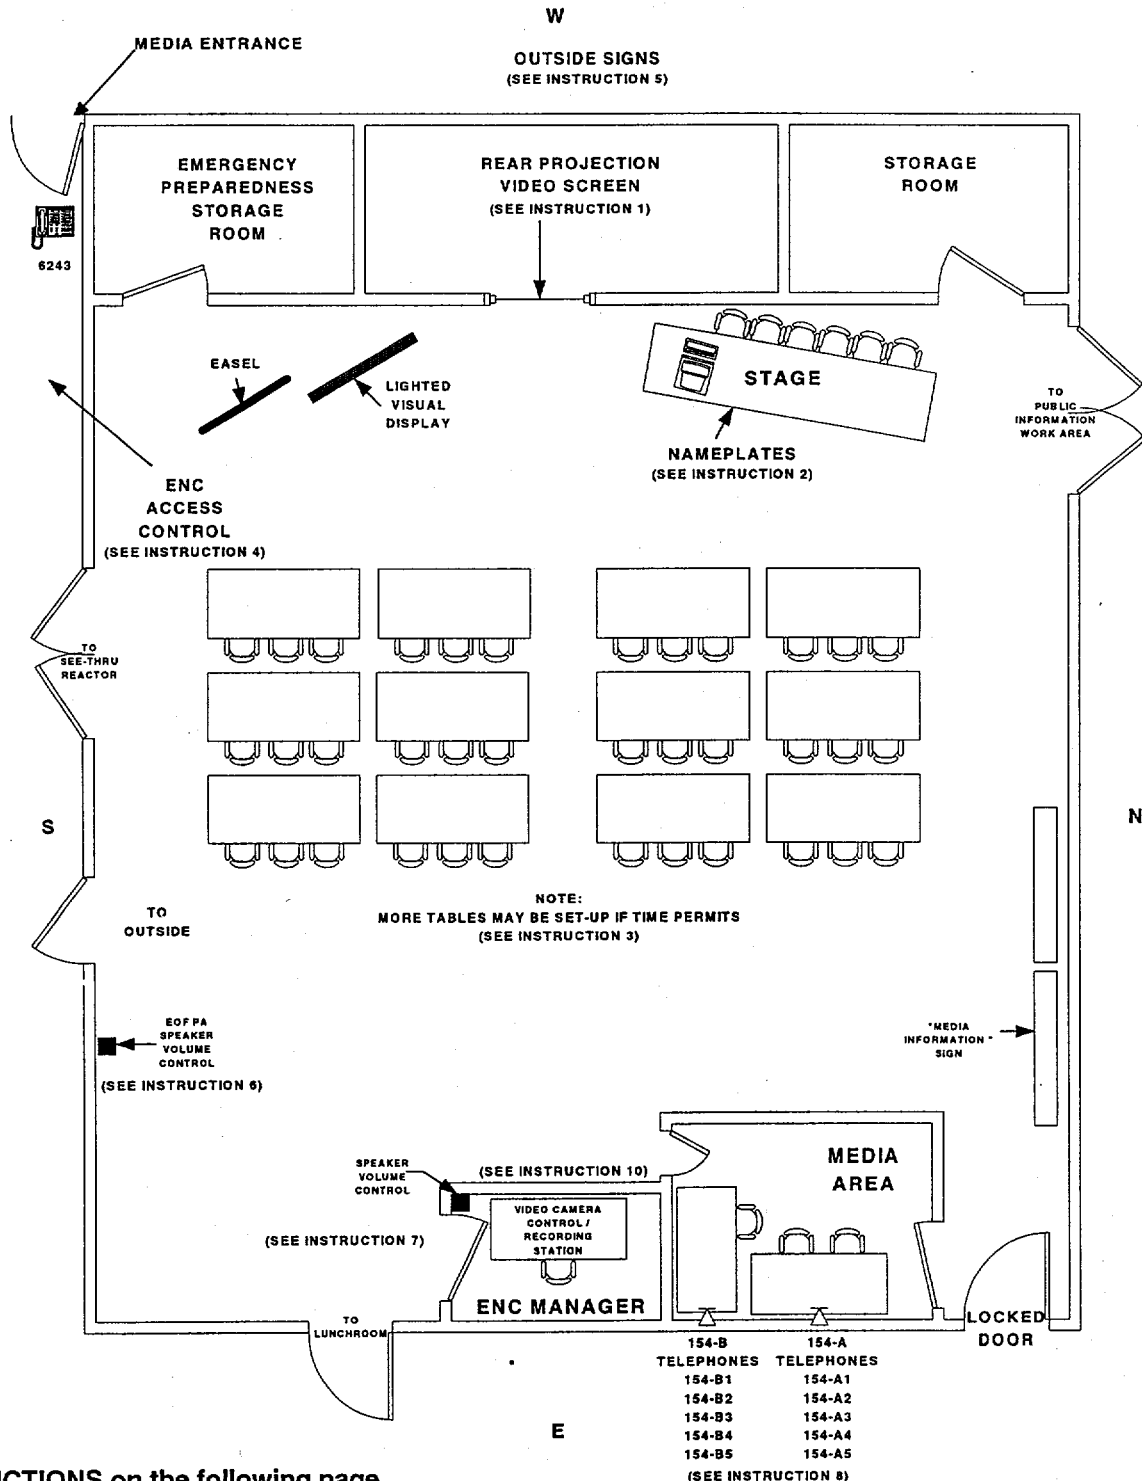 W
MEDIA ENTRANCE
OUTSIDE SIGNS
(SEE INSTRUCTION 5)
EMERGENCY
PREPAREDNESS
STORAGE
ROOM
REAR PROJECTION
VIDEO SCREEN
(SEE INSTRUCTION 1)
STORAGE
ROOM
6243
EASEL
LIGHTED
VISUAL
DISPLAY
STAGE
TO
PUBLIC
INFORMATION
WORK AREA
NAMEPLATES
(SEE INSTRUCTION 2)
ENC
ACCESS
CONTROL
(SEE INSTRUCTION 4)
TO
SEE-THRU
REACTOR
S
N
NOTE:
MORE TABLES MAY BE SET-UP IF TIME PERMITS
(SEE INSTRUCTION 3)
TO
OUTSIDE
EOF PA
SPEAKER
VOLUME
CONTROL
(SEE INSTRUCTION 6)
"MEDIA
INFORMATION"
SIGN
SPEAKER
VOLUME
CONTROL
(SEE INSTRUCTION 10)
MEDIA
AREA
VIDEO CAMERA
CONTROL /
RECORDING
STATION
(SEE INSTRUCTION 7)
ENC MANAGER
TO
LUNCHROOM
LOCKED
DOOR
154-B
TELEPHONES
154-B1
154-B2
154-B3
154-B4
154-B5
154-A
TELEPHONES
154-A1
154-A2
154-A3
154-A4
154-A5
(SEE INSTRUCTION 8)
E
on the following page